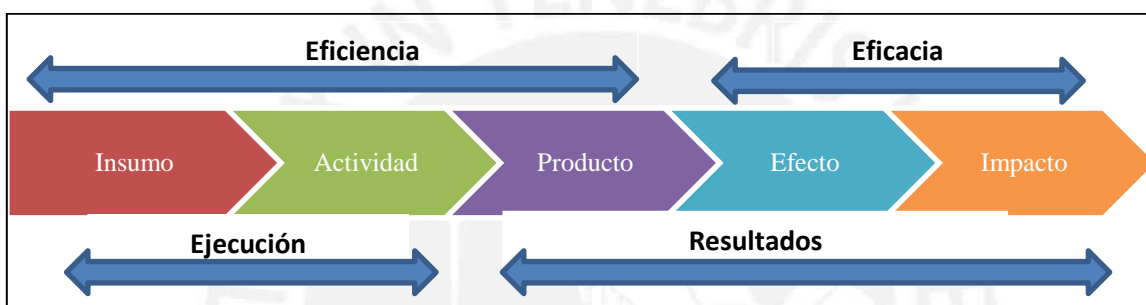 Eficiencia Eficacia
Insumo Actividad Producto Efecto Impacto
Ejecución Resultados